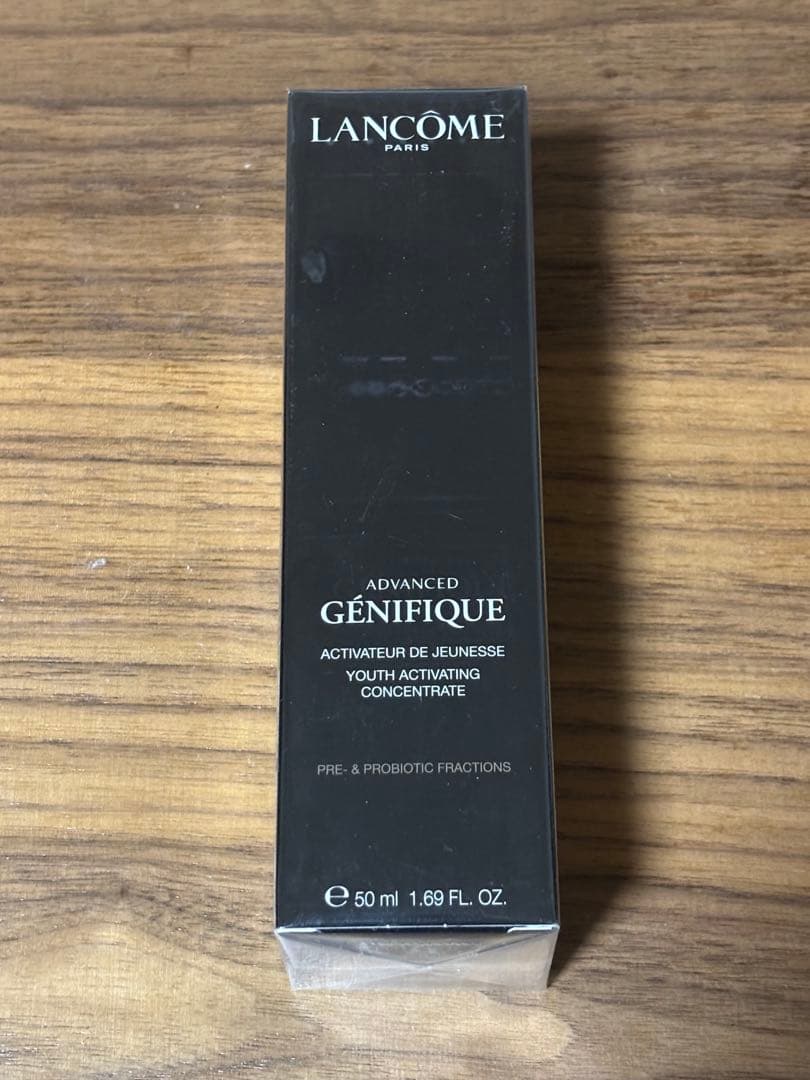 LANCÔME
PARIS
ADVANCED
GÉNIFIQUE
ACTIVATEUR DE JEUNESSE
YOUTH ACTIVATING
CONCENTRATE
PRE- & PROBIOTIC FRACTIONS
℮ 50 ml 1.69 FL. OZ.